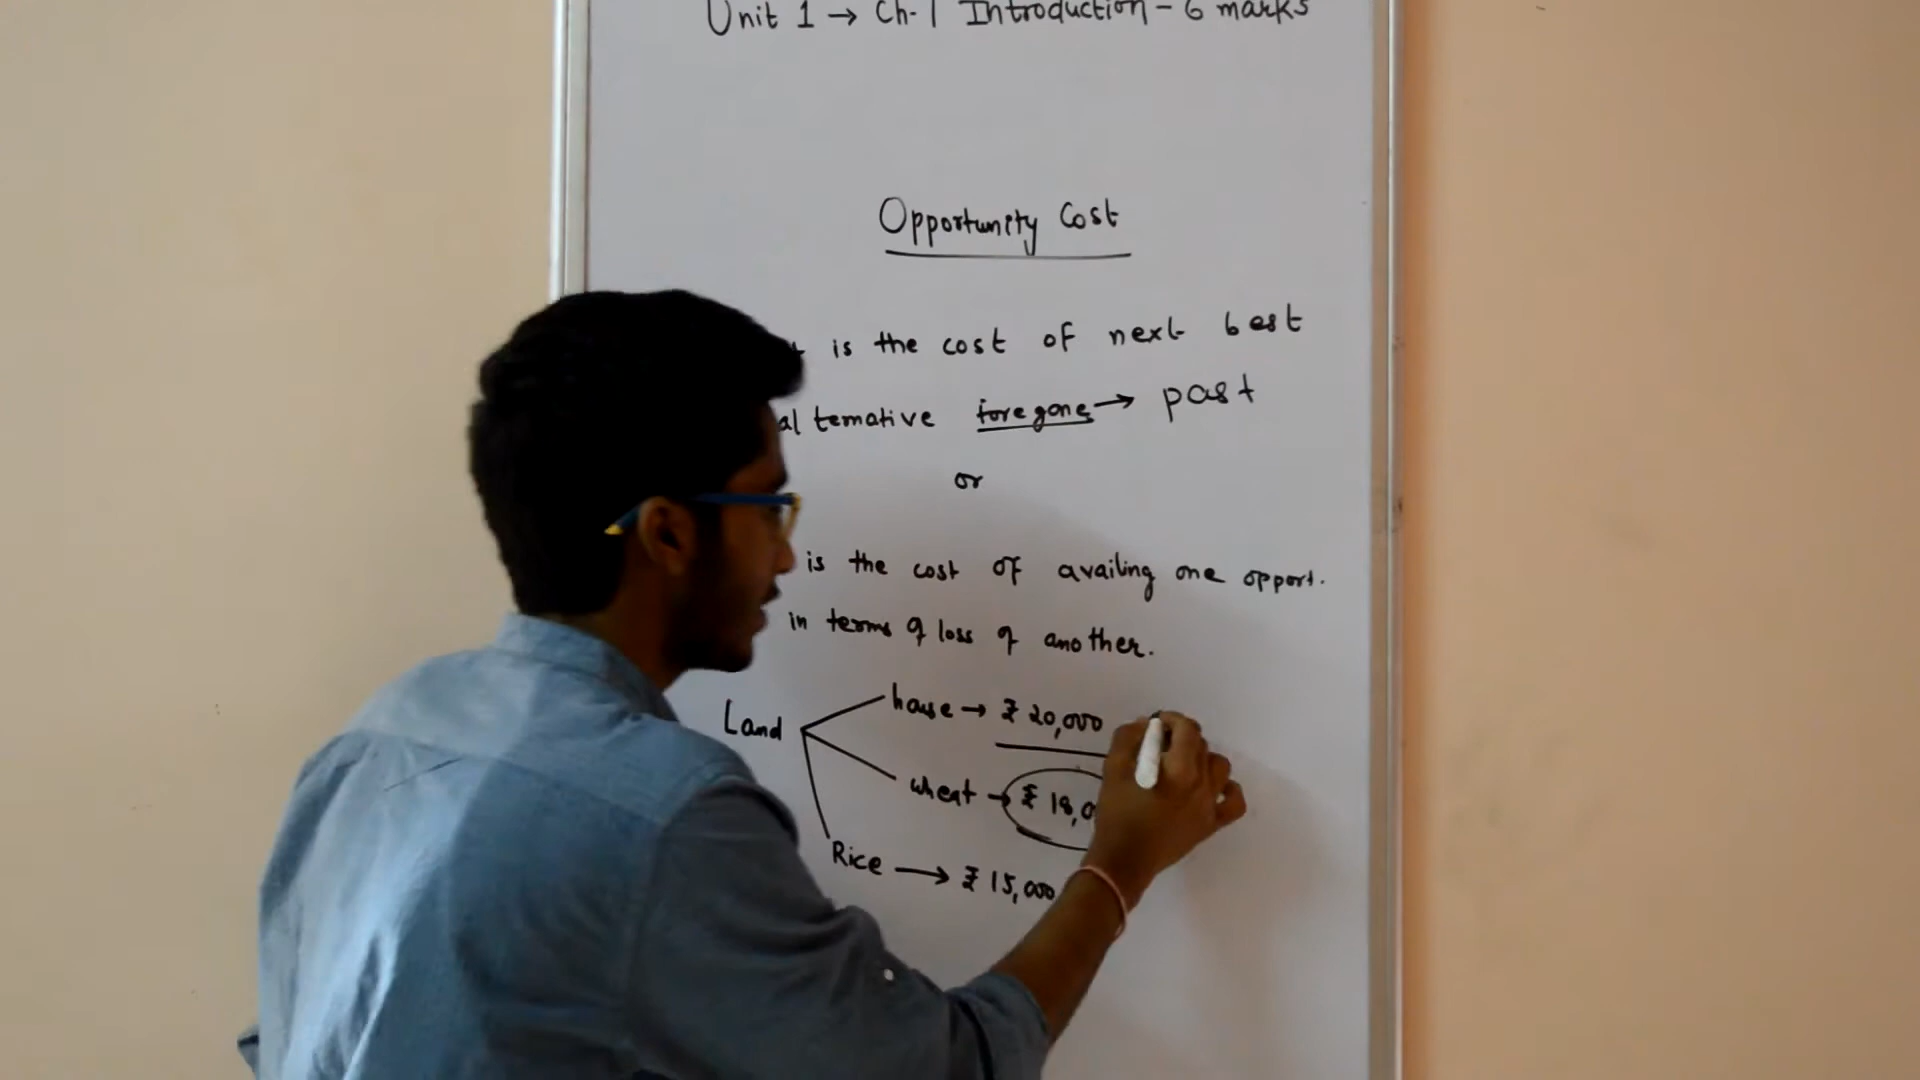 Unit 1 → Ch-1 Introduction - 6 marks
Opportunity Cost
is the cost of next best
alternative foregone → past
or
is the cost of availing one opport.
in terms of loss of another.
Land
house → ₹ 20,000
wheat → ₹ 18,0
Rice → ₹ 15,000